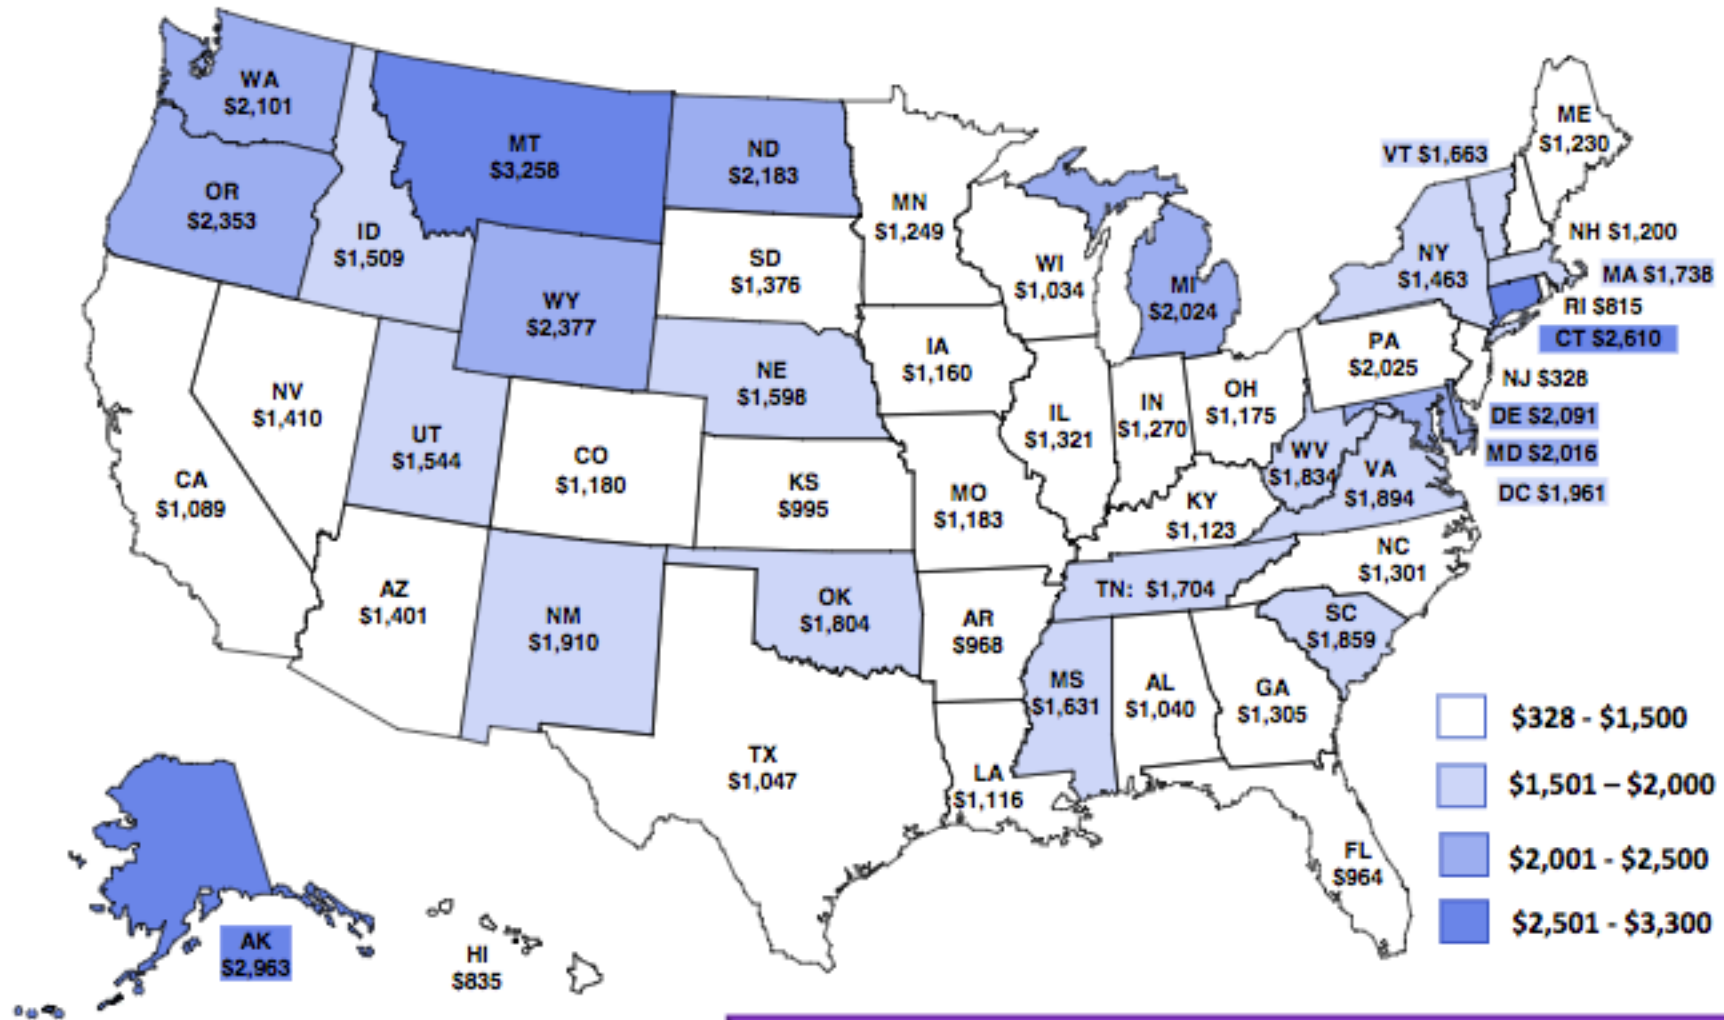 WA
$2,101
MT
$3,258
ND
$2,183
ME
$1,230
VT $1,663
OR
$2,353
ID
$1,509
MN
$1,249
NH $1,200
SD
$1,376
WI
$1,034
NY
$1,463
MA $1,738
MI
$2,024
RI $815
WY
$2,377
CT $2,610
IA
$1,160
PA
$2,025
NE
$1,598
NJ $328
NV
$1,410
OH
$1,175
IN
$1,270
IL
$1,321
DE $2,091
UT
$1,544
CO
$1,180
WV
$1,834
MD $2,016
VA
$1,894
CA
$1,089
KS
$995
MO
$1,183
DC $1,961
KY
$1,123
NC
$1,301
AZ
$1,401
NM
$1,910
OK
$1,804
AR
$968
TN: $1,704
SC
$1,859
MS
$1,631
AL
$1,040
GA
$1,305
TX
$1,047
LA
$1,116
FL
$964
AK
$2,963
HI
$835
$328 - $1,500
$1,501 – $2,000
$2,001 - $2,500
$2,501 - $3,300